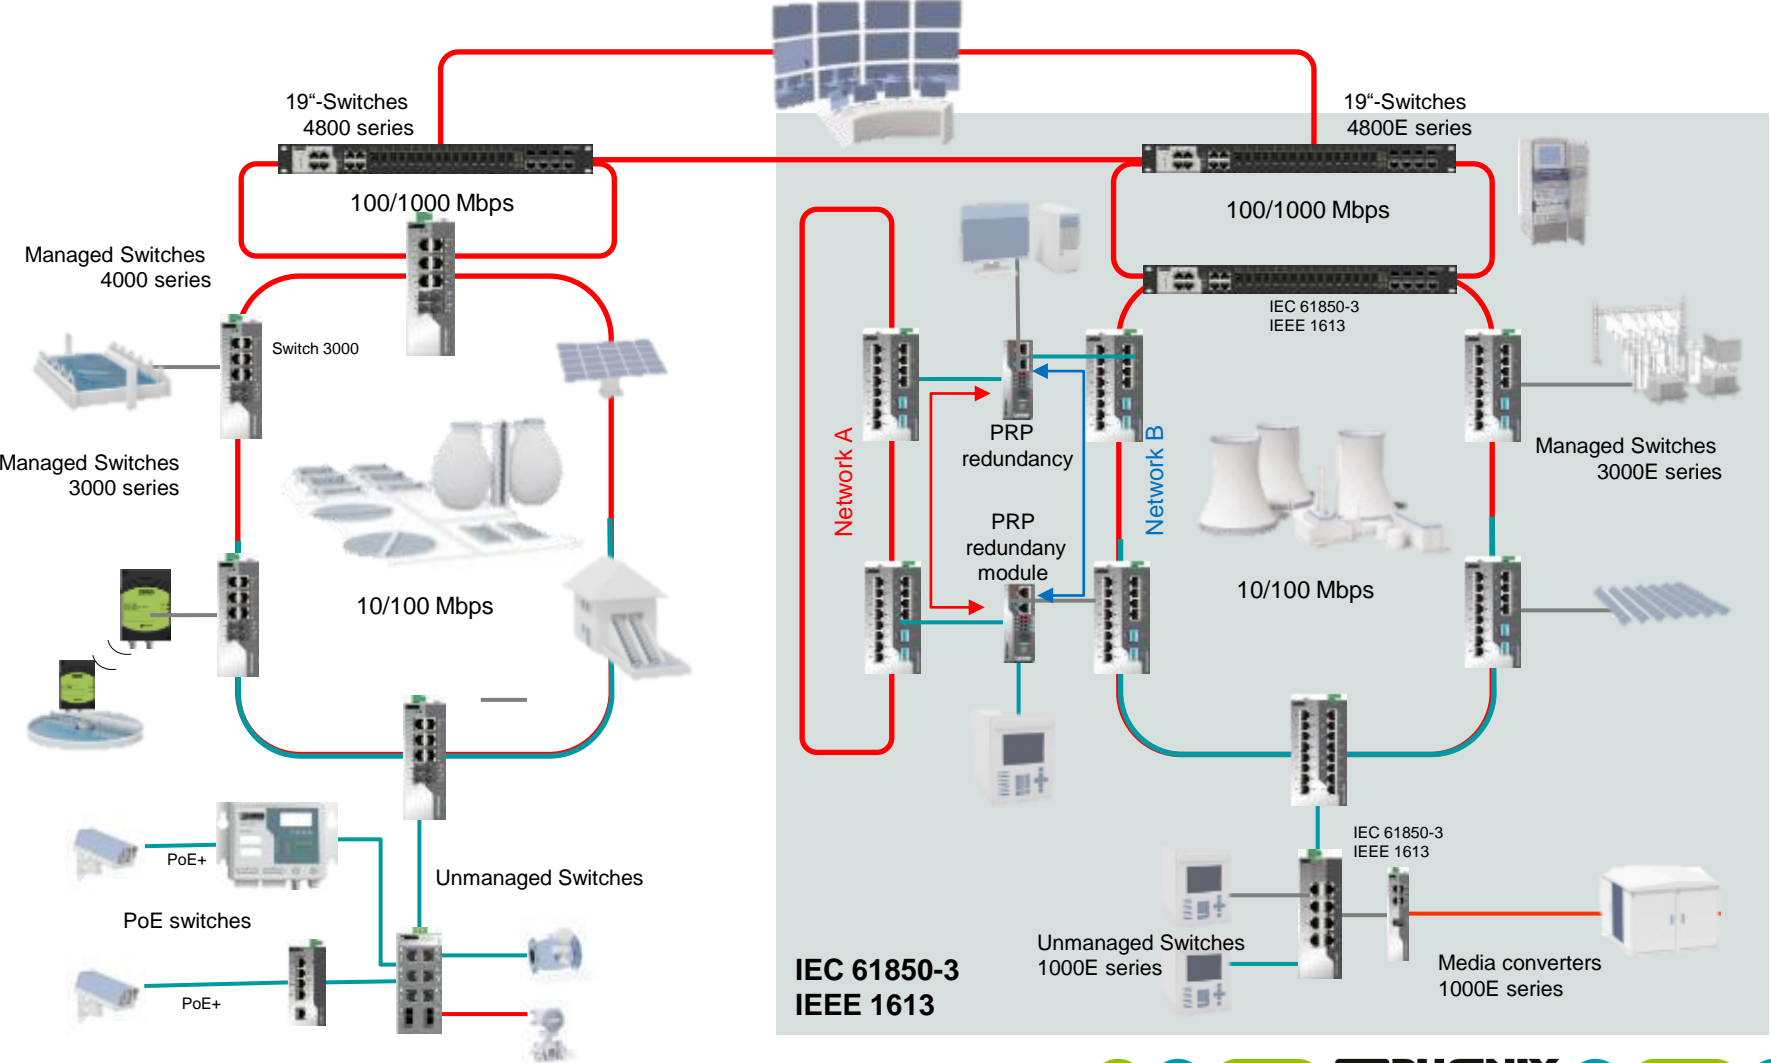 19“-Switches
4800 series
19“-Switches
4800E series
100/1000 Mbps
100/1000 Mbps
Managed Switches
4000 series
IEC 61850-3
IEEE 1613
Switch 3000
Network A
PRP
redundancy
Network B
Managed Switches
3000E series
Managed Switches
3000 series
PRP
redundany
module
10/100 Mbps
10/100 Mbps
PoE+
Unmanaged Switches
PoE switches
PoE+
IEC 61850-3
IEEE 1613
Unmanaged Switches
1000E series
Media converters
1000E series
IEC 61850-3
IEEE 1613